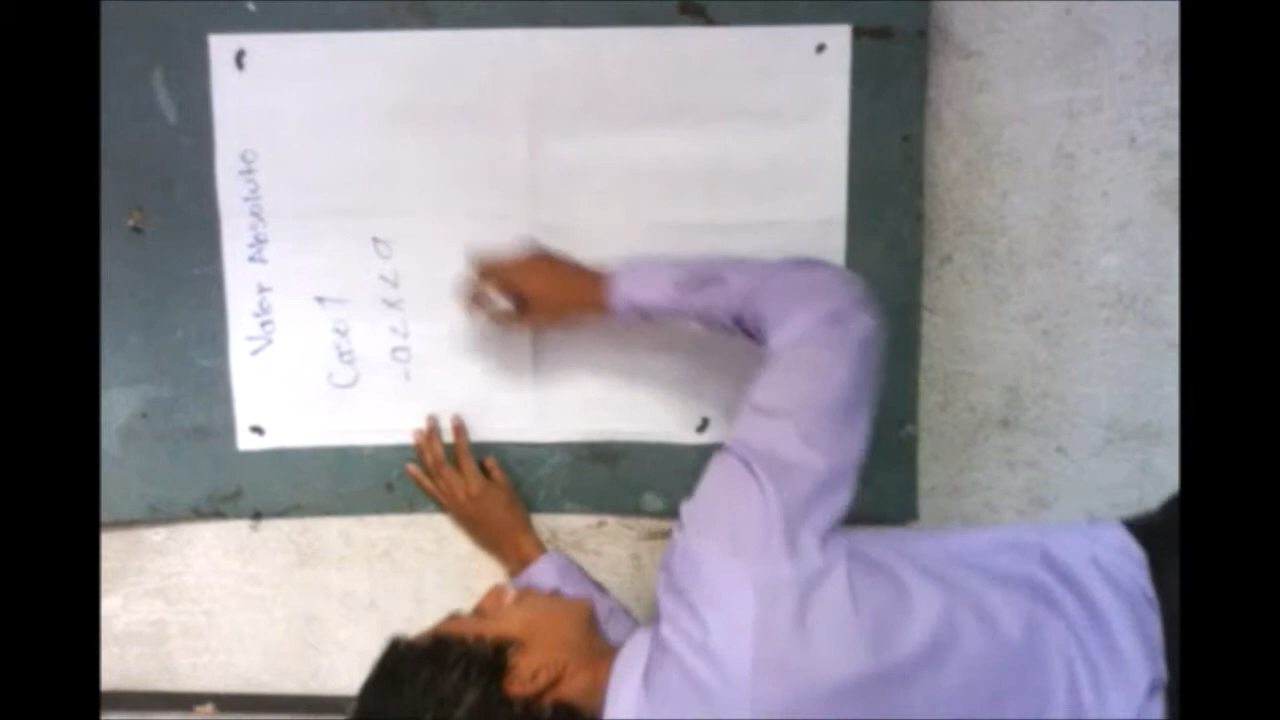 Valor Absoluto
Caso 1
-a < x < a